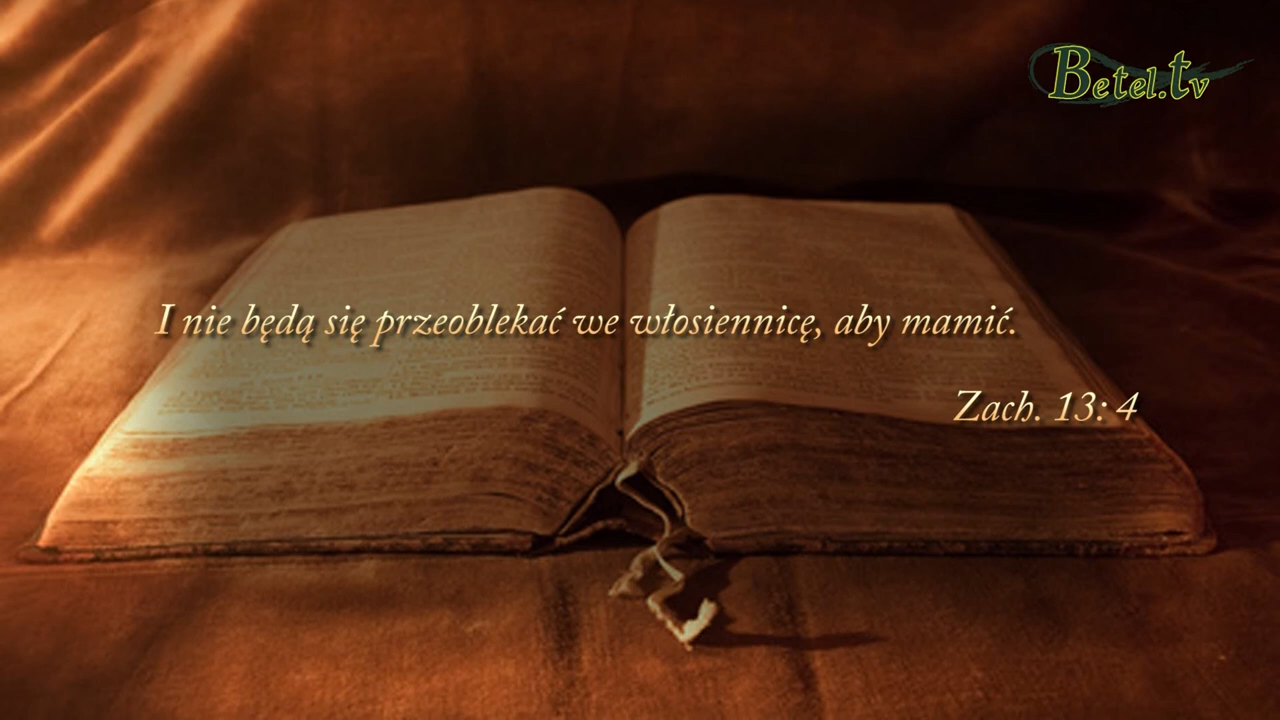 Betel.tv
I nie będą się przeoblekać we włosiennicę, aby mamić.
Zach. 13: 4